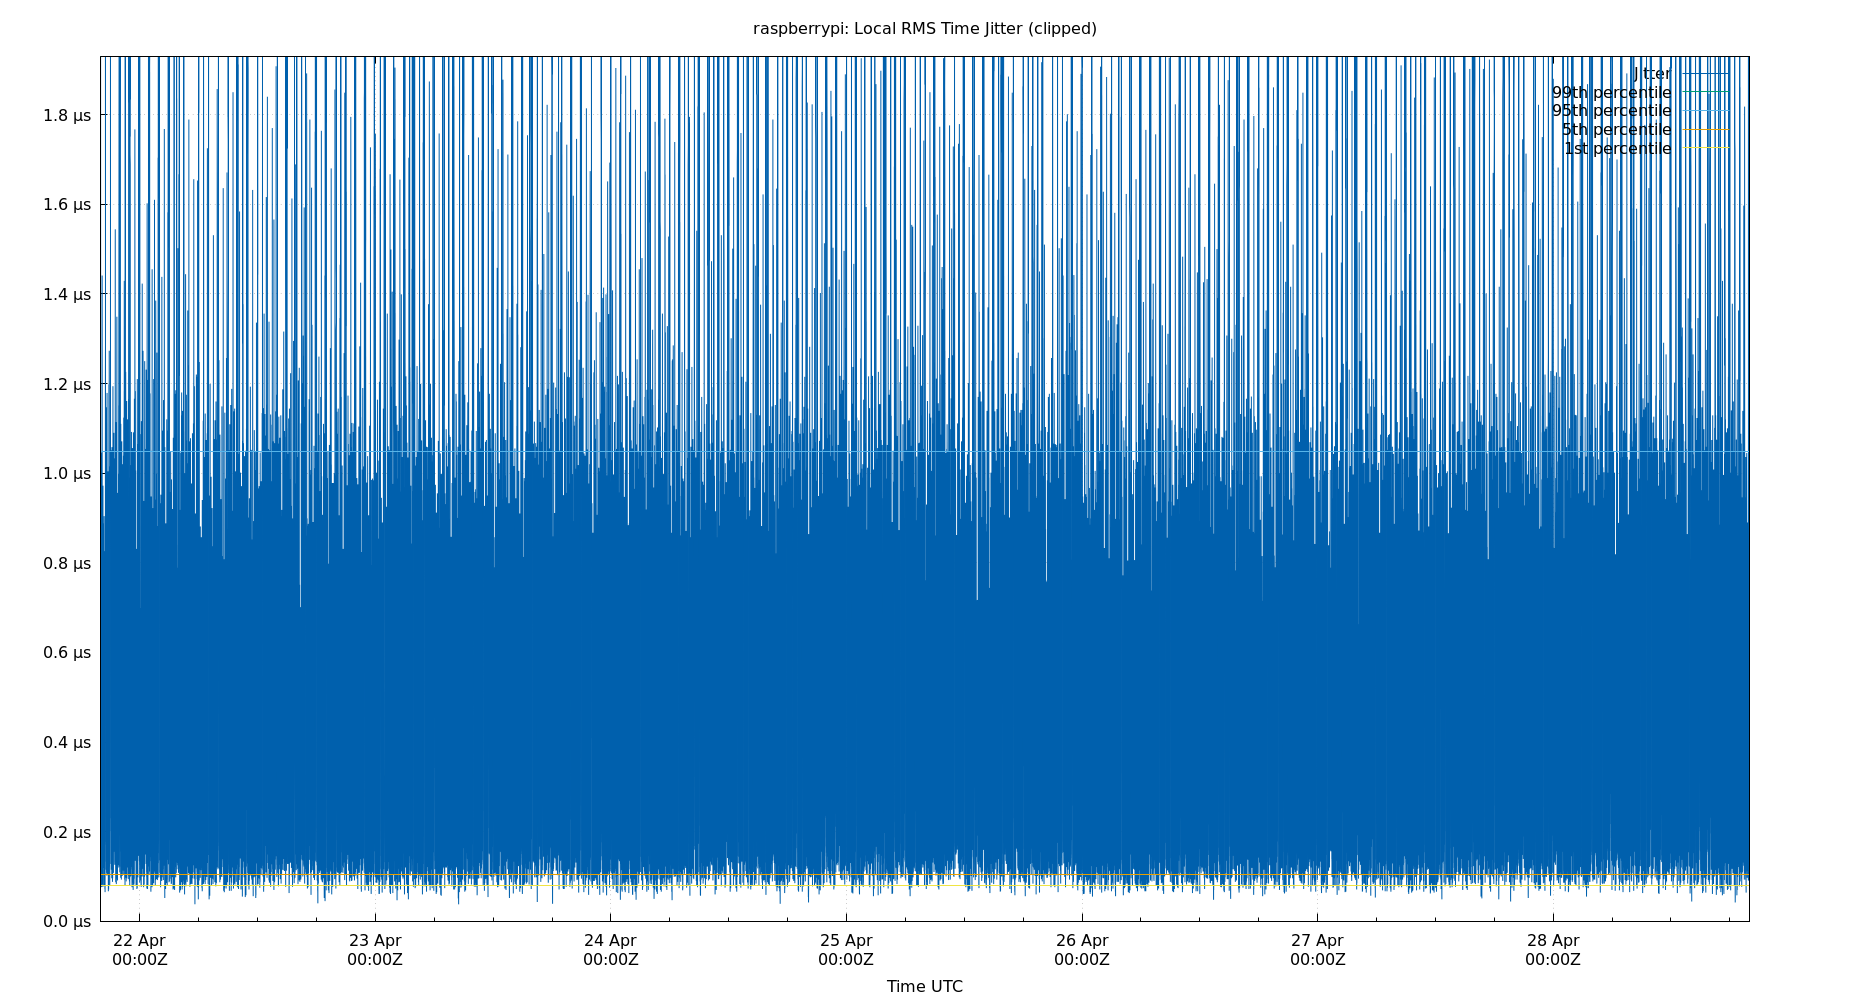 raspberrypi: Local RMS Time Jitter (clipped)
Jitter
99th percentile
95th percentile
5th percentile
1st percentile
1.8 µs
1.6 µs
1.4 µs
1.2 µs
1.0 µs
0.8 µs
0.6 µs
0.4 µs
0.2 µs
0.0 µs
22 Apr 23 Apr 24 Apr 25 Apr 26 Apr 27 Apr 28 Apr
00:00Z 00:00Z 00:00Z 00:00Z 00:00Z 00:00Z 00:00Z
Time UTC